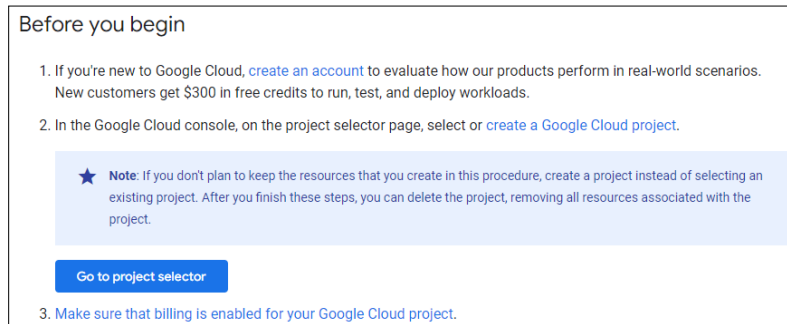 Before you begin
1. If you're new to Google Cloud, create an account to evaluate how our products perform in real-world scenarios.
New customers get $300 in free credits to run, test, and deploy workloads.
2. In the Google Cloud console, on the project selector page, select or create a Google Cloud project.
Note: If you don't plan to keep the resources that you create in this procedure, create a project instead of selecting an
existing project. After you finish these steps, you can delete the project, removing all resources associated with the
project.
Go to project selector
3. Make sure that billing is enabled for your Google Cloud project.